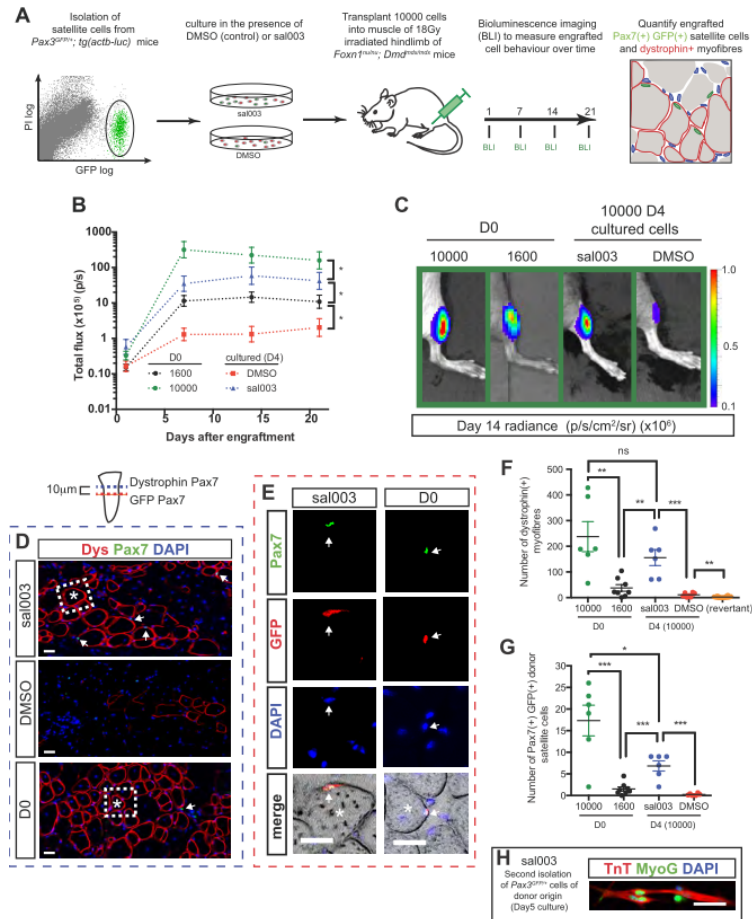 A
Isolation of
satellite cells from
Pax3GFP/+; tg(actb-luc) mice
culture in the presence of
DMSO (control) or sal003
Transplant 10000 cells
into muscle of 18Gy
irradiated hindlimb of
Foxn1nu/nu; Dmdmdx/mdx mice
Bioluminescence imaging
(BLI) to measure engrafted
cell behaviour over time
Quantify engrafted
Pax7(+) GFP(+) satellite cells
and dystrophin+ myofibres
PI log
GFP log
sal003
DMSO
1 7 14 21
BLI BLI BLI BLI
B
Total flux (x10⁻⁵) (p/s)
1000
100
10
1
0.10
0.01
0 5 10 15 20
Days after engraftment
D0
1600
10000
cultured (D4)
DMSO
sal003
*
*
*
C
D0
10000 D4
cultured cells
10000 1600 sal003 DMSO
1.0
0.1
Day 14 radiance (p/s/cm²/sr) (x10⁶)
10μm
Dystrophin Pax7
GFP Pax7
D
Dys Pax7 DAPI
sal003
*
DMSO
D0
*
E
sal003 D0
Pax7
GFP
DAPI
merge
* *
F
Number of dystrophin(+)
myofibres
500
400
300
200
100
0
ns
** ** *** **
10000 1600 sal003 DMSO (revertant)
D0 D4 (10000)
G
Number of Pax7(+) GFP(+) donor
satellite cells
30
25
20
15
10
5
0
*
*** *** ***
10000 1600 sal003 DMSO
D0 D4 (10000)
H
sal003
Second isolation
of Pax3GFP/+ cells of
donor origin
(Day5 culture)
TnT MyoG DAPI